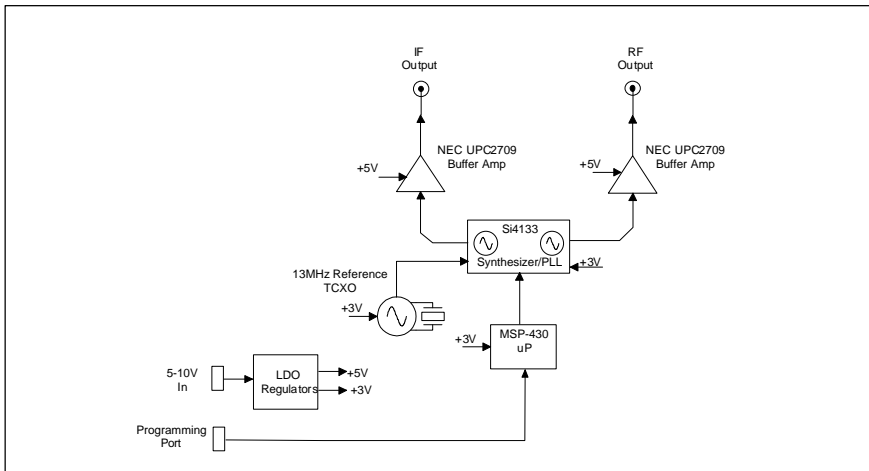 IF
Output
RF
Output
NEC UPC2709
Buffer Amp
+5V
NEC UPC2709
Buffer Amp
+5V
Si4133
Synthesizer/PLL
+3V
13MHz Reference
TCXO
+3V
MSP-430
uP
+3V
5-10V
In
LDO
Regulators
+5V
+3V
Programming
Port